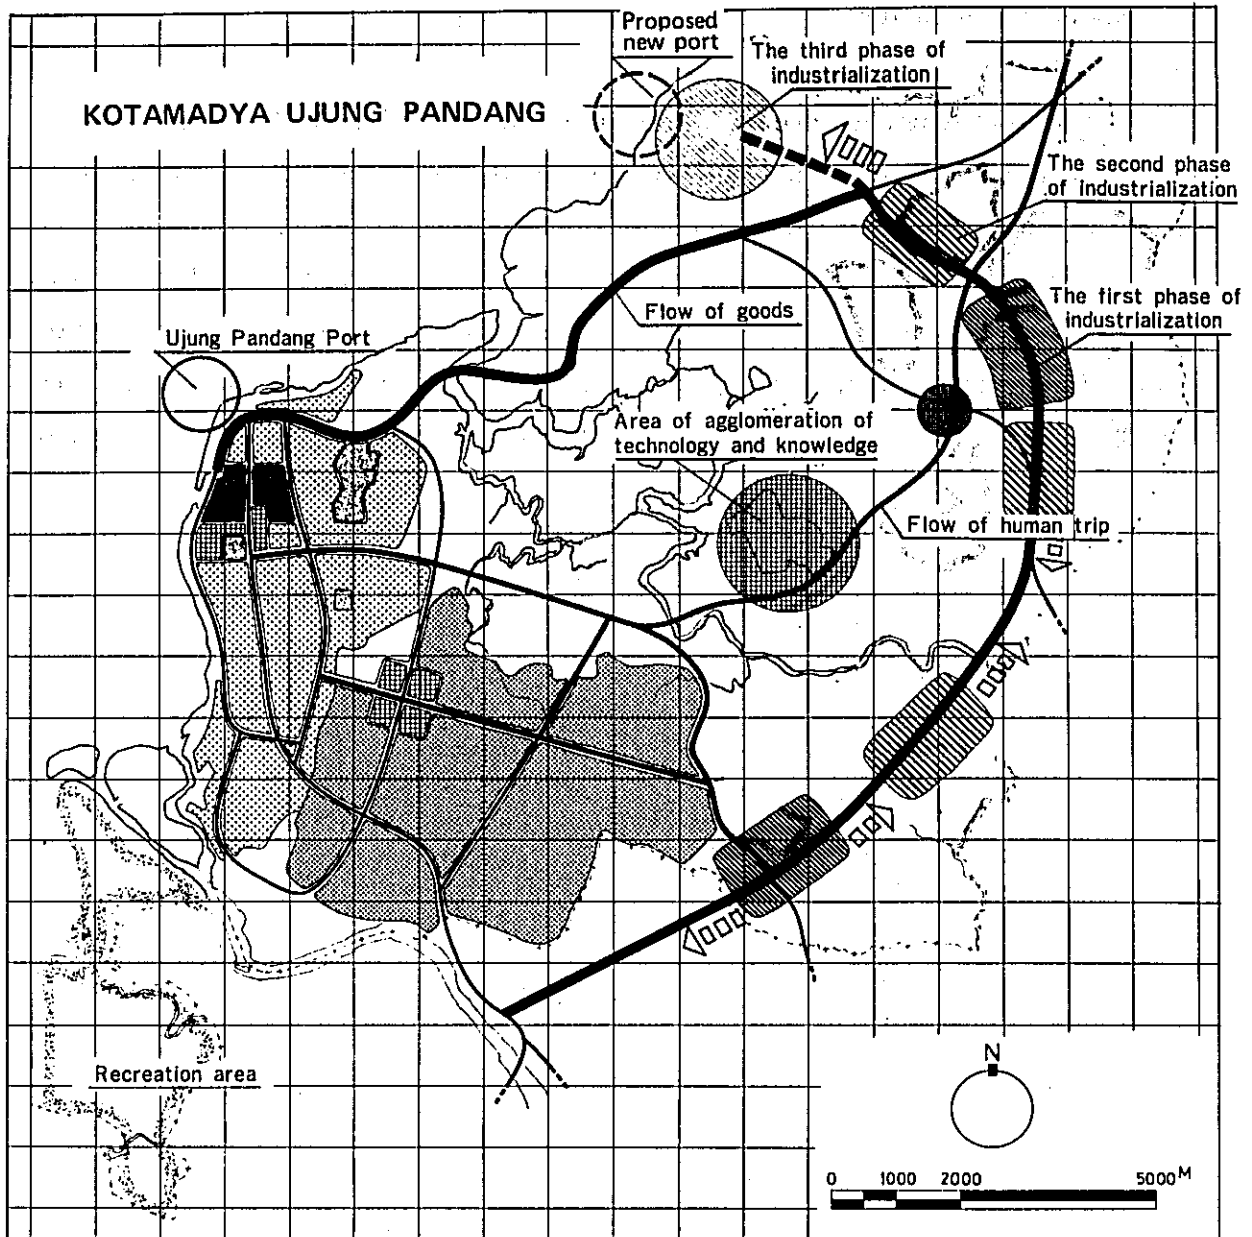 Proposed
new port
The third phase of
industrialization
KOTAMADYA UJUNG PANDANG
The second phase
of industrialization
The first phase of
industrialization
Flow of goods
Ujung Pandang Port
Area of agglomeration of
technology and knowledge
Flow of human trip
Recreation area
N
0 1000 2000 5000M